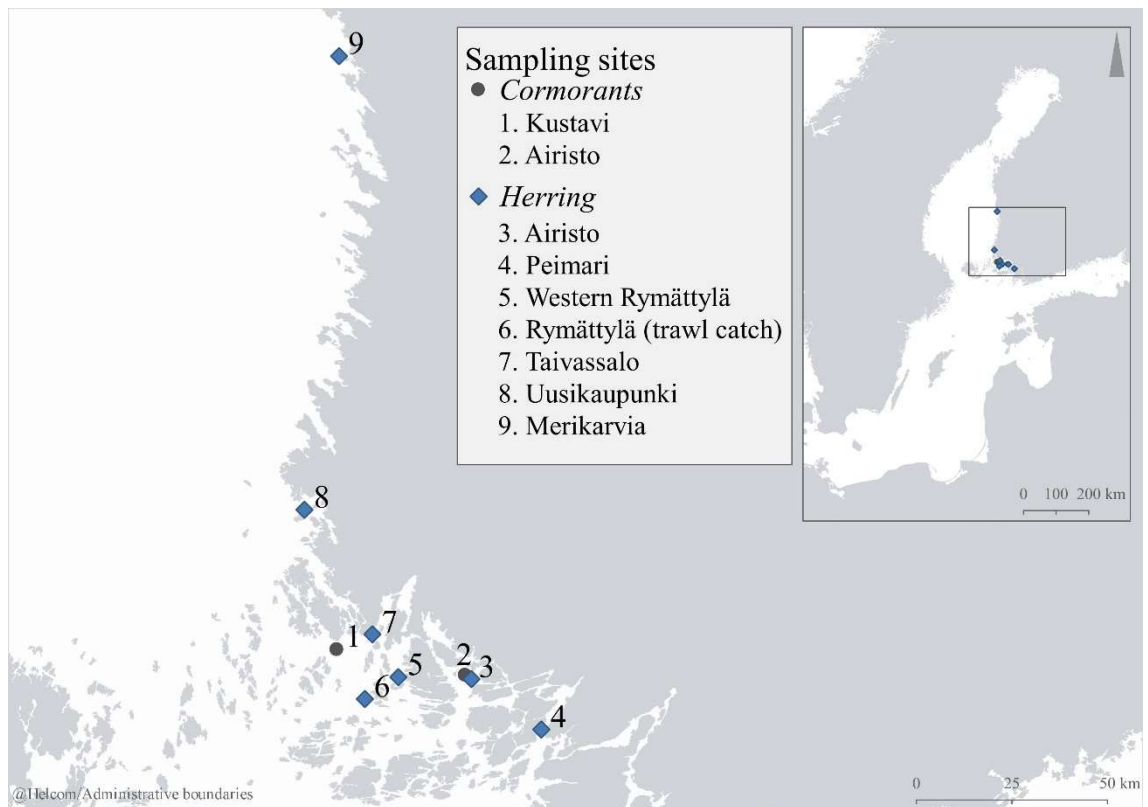 Sampling sites
Cormorants
1. Kustavi
2. Airisto
Herring
3. Airisto
4. Peimari
5. Western Rymättylä
6. Rymättylä (trawl catch)
7. Taivassalo
8. Uusikaupunki
9. Merikarvia
0 100 200 km
9
8
7
1
5
2
3
6
4
0 25 50 km
@Helcom/Administrative boundaries